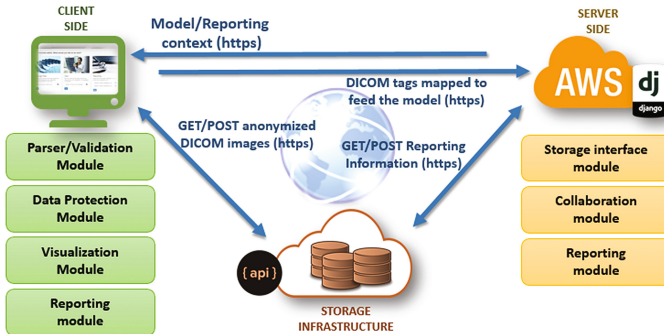 CLIENT
SIDE
Model/Reporting
context (https)
SERVER
SIDE
AWS
dj
django
DICOM tags mapped to
feed the model (https)
GET/POST anonymized
DICOM images (https)
GET/POST Reporting
Information (https)
Parser/Validation
Module
Data Protection
Module
Visualization
Module
Reporting
module
Storage interface
module
Collaboration
module
Reporting
module
{ api }
STORAGE
INFRASTRUCTURE